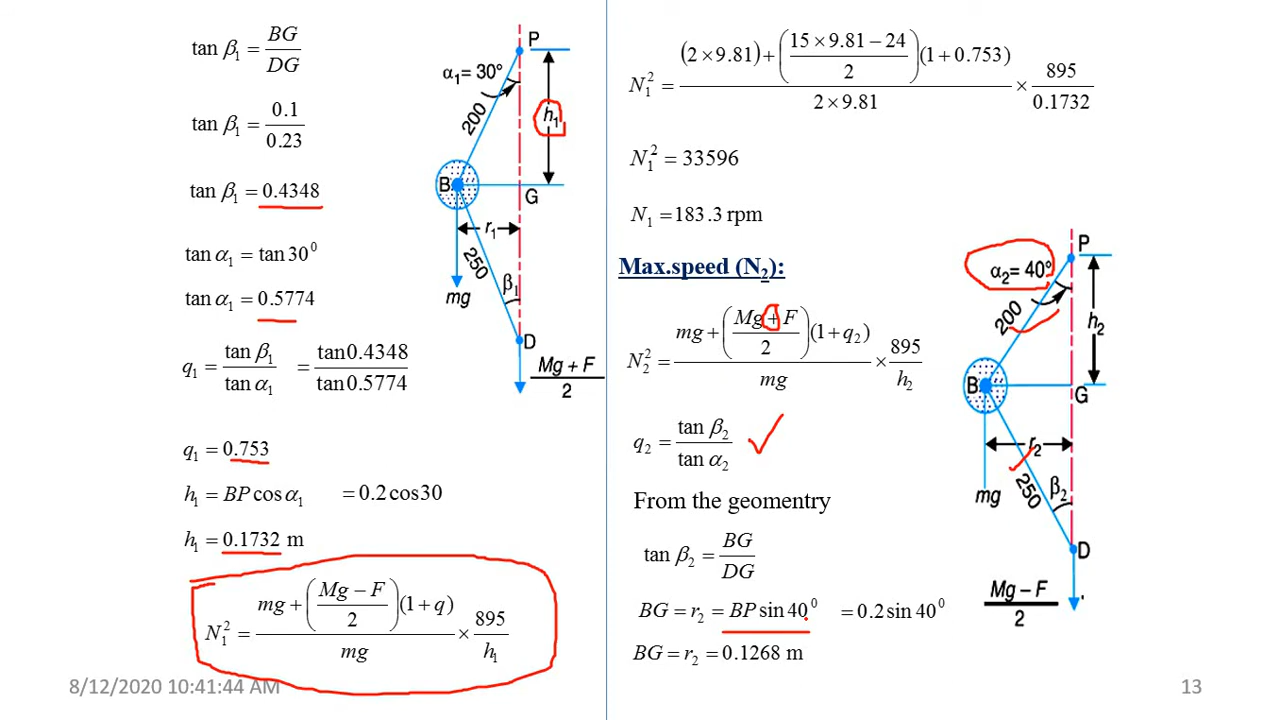 tan β₁ = BG/DG
tan β₁ = 0.1/0.23
tan β₁ = 0.4348
tan α₁ = tan 30⁰
tan α₁ = 0.5774
q₁ = tan β₁/tan α₁ = tan0.4348/tan0.5774
q₁ = 0.753
h₁ = BP cos α₁ = 0.2 cos30
h₁ = 0.1732 m
N₁² = (mg + ((Mg − F)/2)(1 + q))/mg × 895/h₁
P
α₁= 30°
200
h₁
B
G
r₁
250
β₁
mg
D
Mg + F
2
N₁² = ((2 × 9.81) + ((15 × 9.81 − 24)/2)(1 + 0.753))/(2 × 9.81) × 895/0.1732
N₁² = 33596
N₁ = 183.3 rpm
Max.speed (N₂):
N₂² = (mg + ((Mg + F)/2)(1 + q₂))/mg × 895/h₂
q₂ = tan β₂/tan α₂
From the geomentry
tan β₂ = BG/DG
BG = r₂ = BP sin 40⁰ = 0.2 sin 40⁰
BG = r₂ = 0.1268 m
P
α₂= 40°
200
h₂
B
G
r₂
250
β₂
mg
D
Mg − F
2
8/12/2020 10:41:44 AM
13